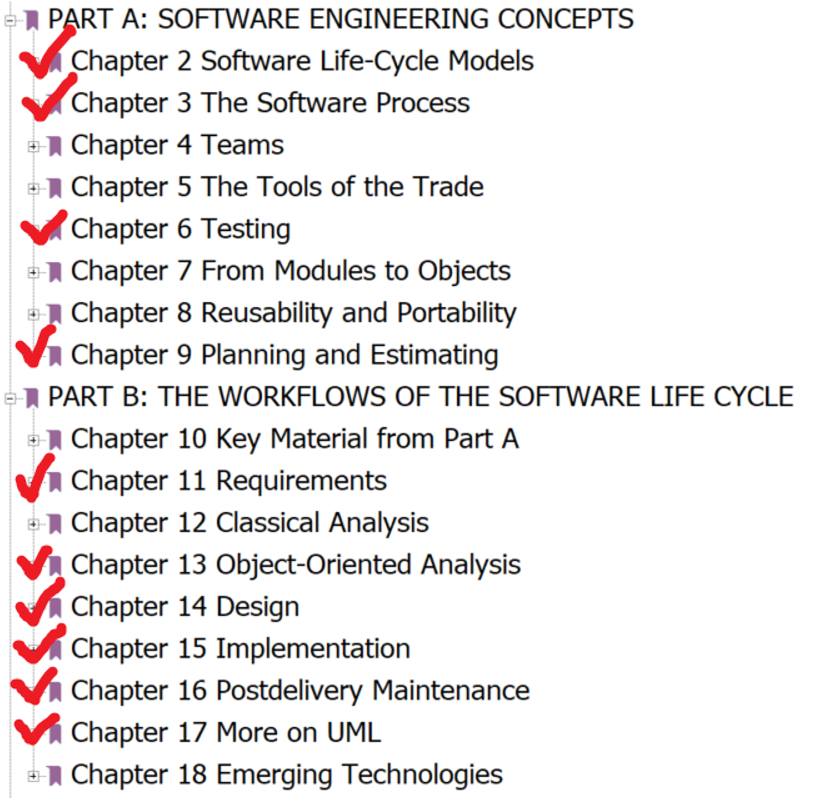 PART A: SOFTWARE ENGINEERING CONCEPTS
Chapter 2 Software Life-Cycle Models
Chapter 3 The Software Process
Chapter 4 Teams
Chapter 5 The Tools of the Trade
Chapter 6 Testing
Chapter 7 From Modules to Objects
Chapter 8 Reusability and Portability
Chapter 9 Planning and Estimating
PART B: THE WORKFLOWS OF THE SOFTWARE LIFE CYCLE
Chapter 10 Key Material from Part A
Chapter 11 Requirements
Chapter 12 Classical Analysis
Chapter 13 Object-Oriented Analysis
Chapter 14 Design
Chapter 15 Implementation
Chapter 16 Postdelivery Maintenance
Chapter 17 More on UML
Chapter 18 Emerging Technologies